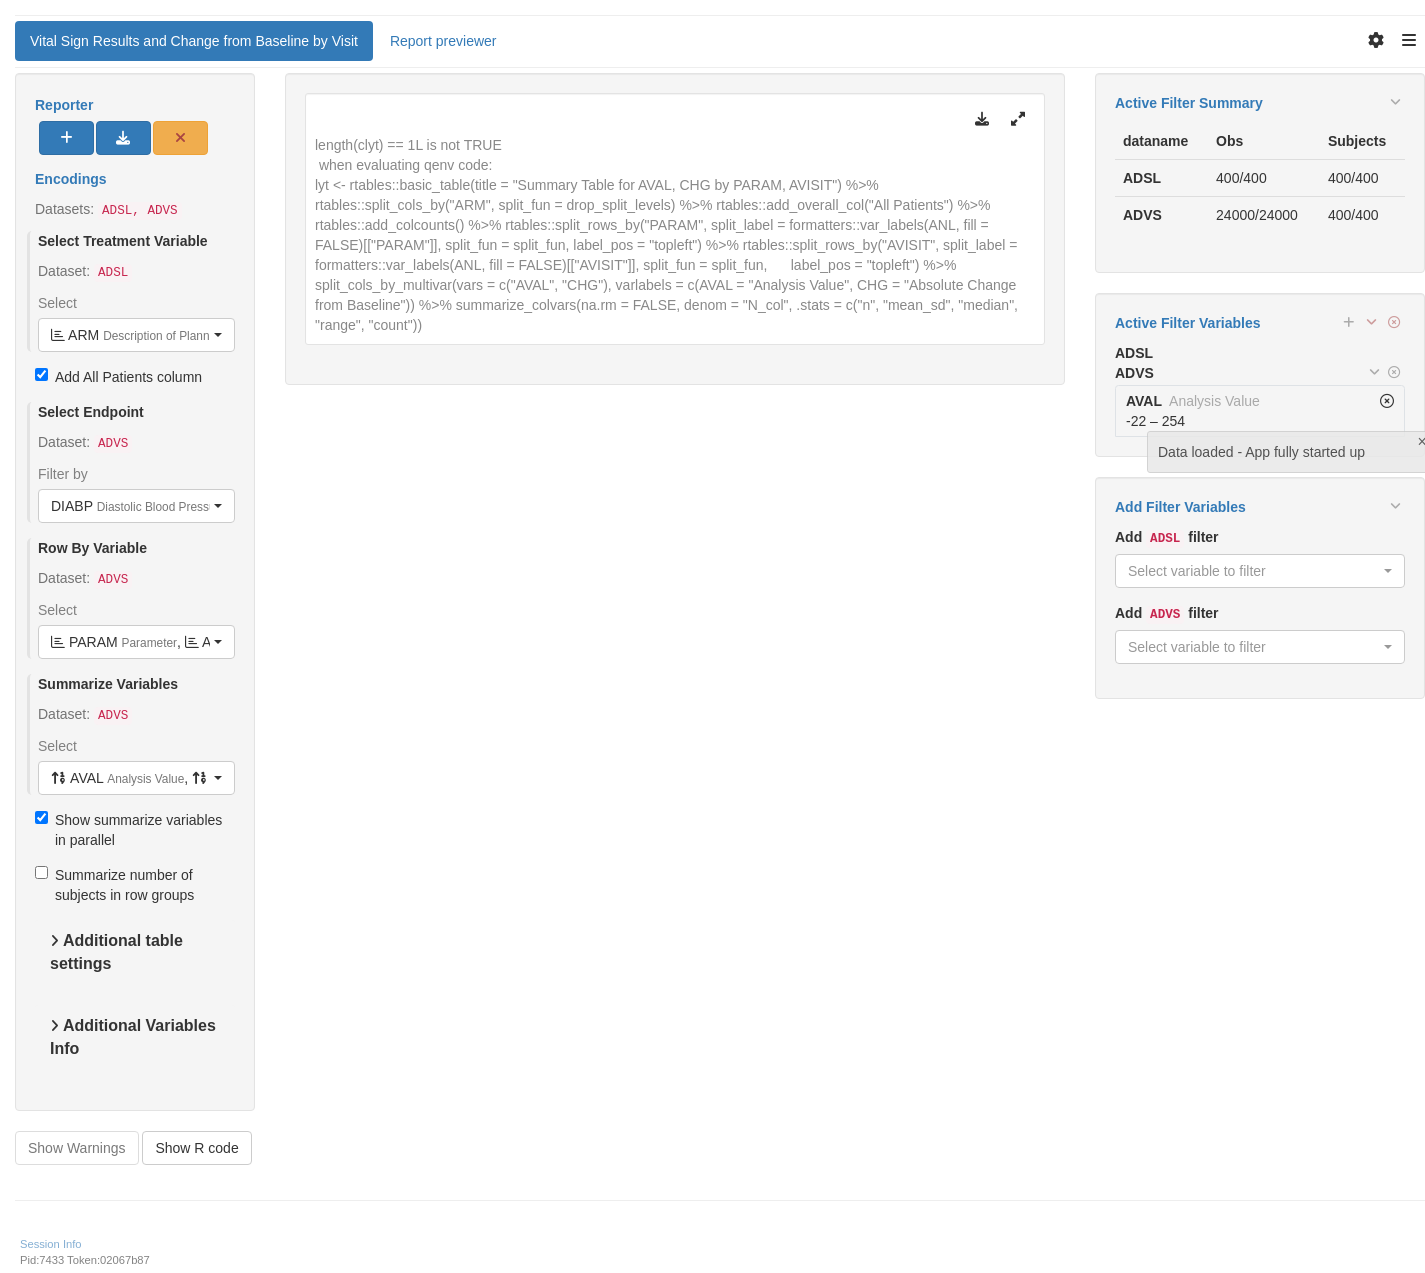 Vital Sign Results and Change from Baseline by Visit
Report previewer
Reporter
Encodings
Datasets: ADSL, ADVS
Select Treatment Variable
Dataset: ADSL
Select
ARM Description of Plann
Add All Patients column
Select Endpoint
Dataset: ADVS
Filter by
DIABP Diastolic Blood Press
Row By Variable
Dataset: ADVS
Select
PARAM Parameter, A
Summarize Variables
Dataset: ADVS
Select
AVAL Analysis Value,
Show summarize variables
in parallel
Summarize number of
subjects in row groups
Additional table
settings
Additional Variables
Info
Show Warnings
Show R code
length(clyt) == 1L is not TRUE
when evaluating qenv code:
lyt <- rtables::basic_table(title = "Summary Table for AVAL, CHG by PARAM, AVISIT") %>%
rtables::split_cols_by("ARM", split_fun = drop_split_levels) %>% rtables::add_overall_col("All Patients") %>%
rtables::add_colcounts() %>% rtables::split_rows_by("PARAM", split_label = formatters::var_labels(ANL, fill =
FALSE)[["PARAM"]], split_fun = split_fun, label_pos = "topleft") %>% rtables::split_rows_by("AVISIT", split_label =
formatters::var_labels(ANL, fill = FALSE)[["AVISIT"]], split_fun = split_fun, label_pos = "topleft") %>%
split_cols_by_multivar(vars = c("AVAL", "CHG"), varlabels = c(AVAL = "Analysis Value", CHG = "Absolute Change
from Baseline")) %>% summarize_colvars(na.rm = FALSE, denom = "N_col", .stats = c("n", "mean_sd", "median",
"range", "count"))
Active Filter Summary
dataname Obs Subjects
ADSL 400/400 400/400
ADVS 24000/24000 400/400
Active Filter Variables
ADSL
ADVS
AVAL Analysis Value
-22 – 254
Data loaded - App fully started up
Add Filter Variables
Add ADSL filter
Select variable to filter
Add ADVS filter
Select variable to filter
Session Info
Pid:7433 Token:02067b87